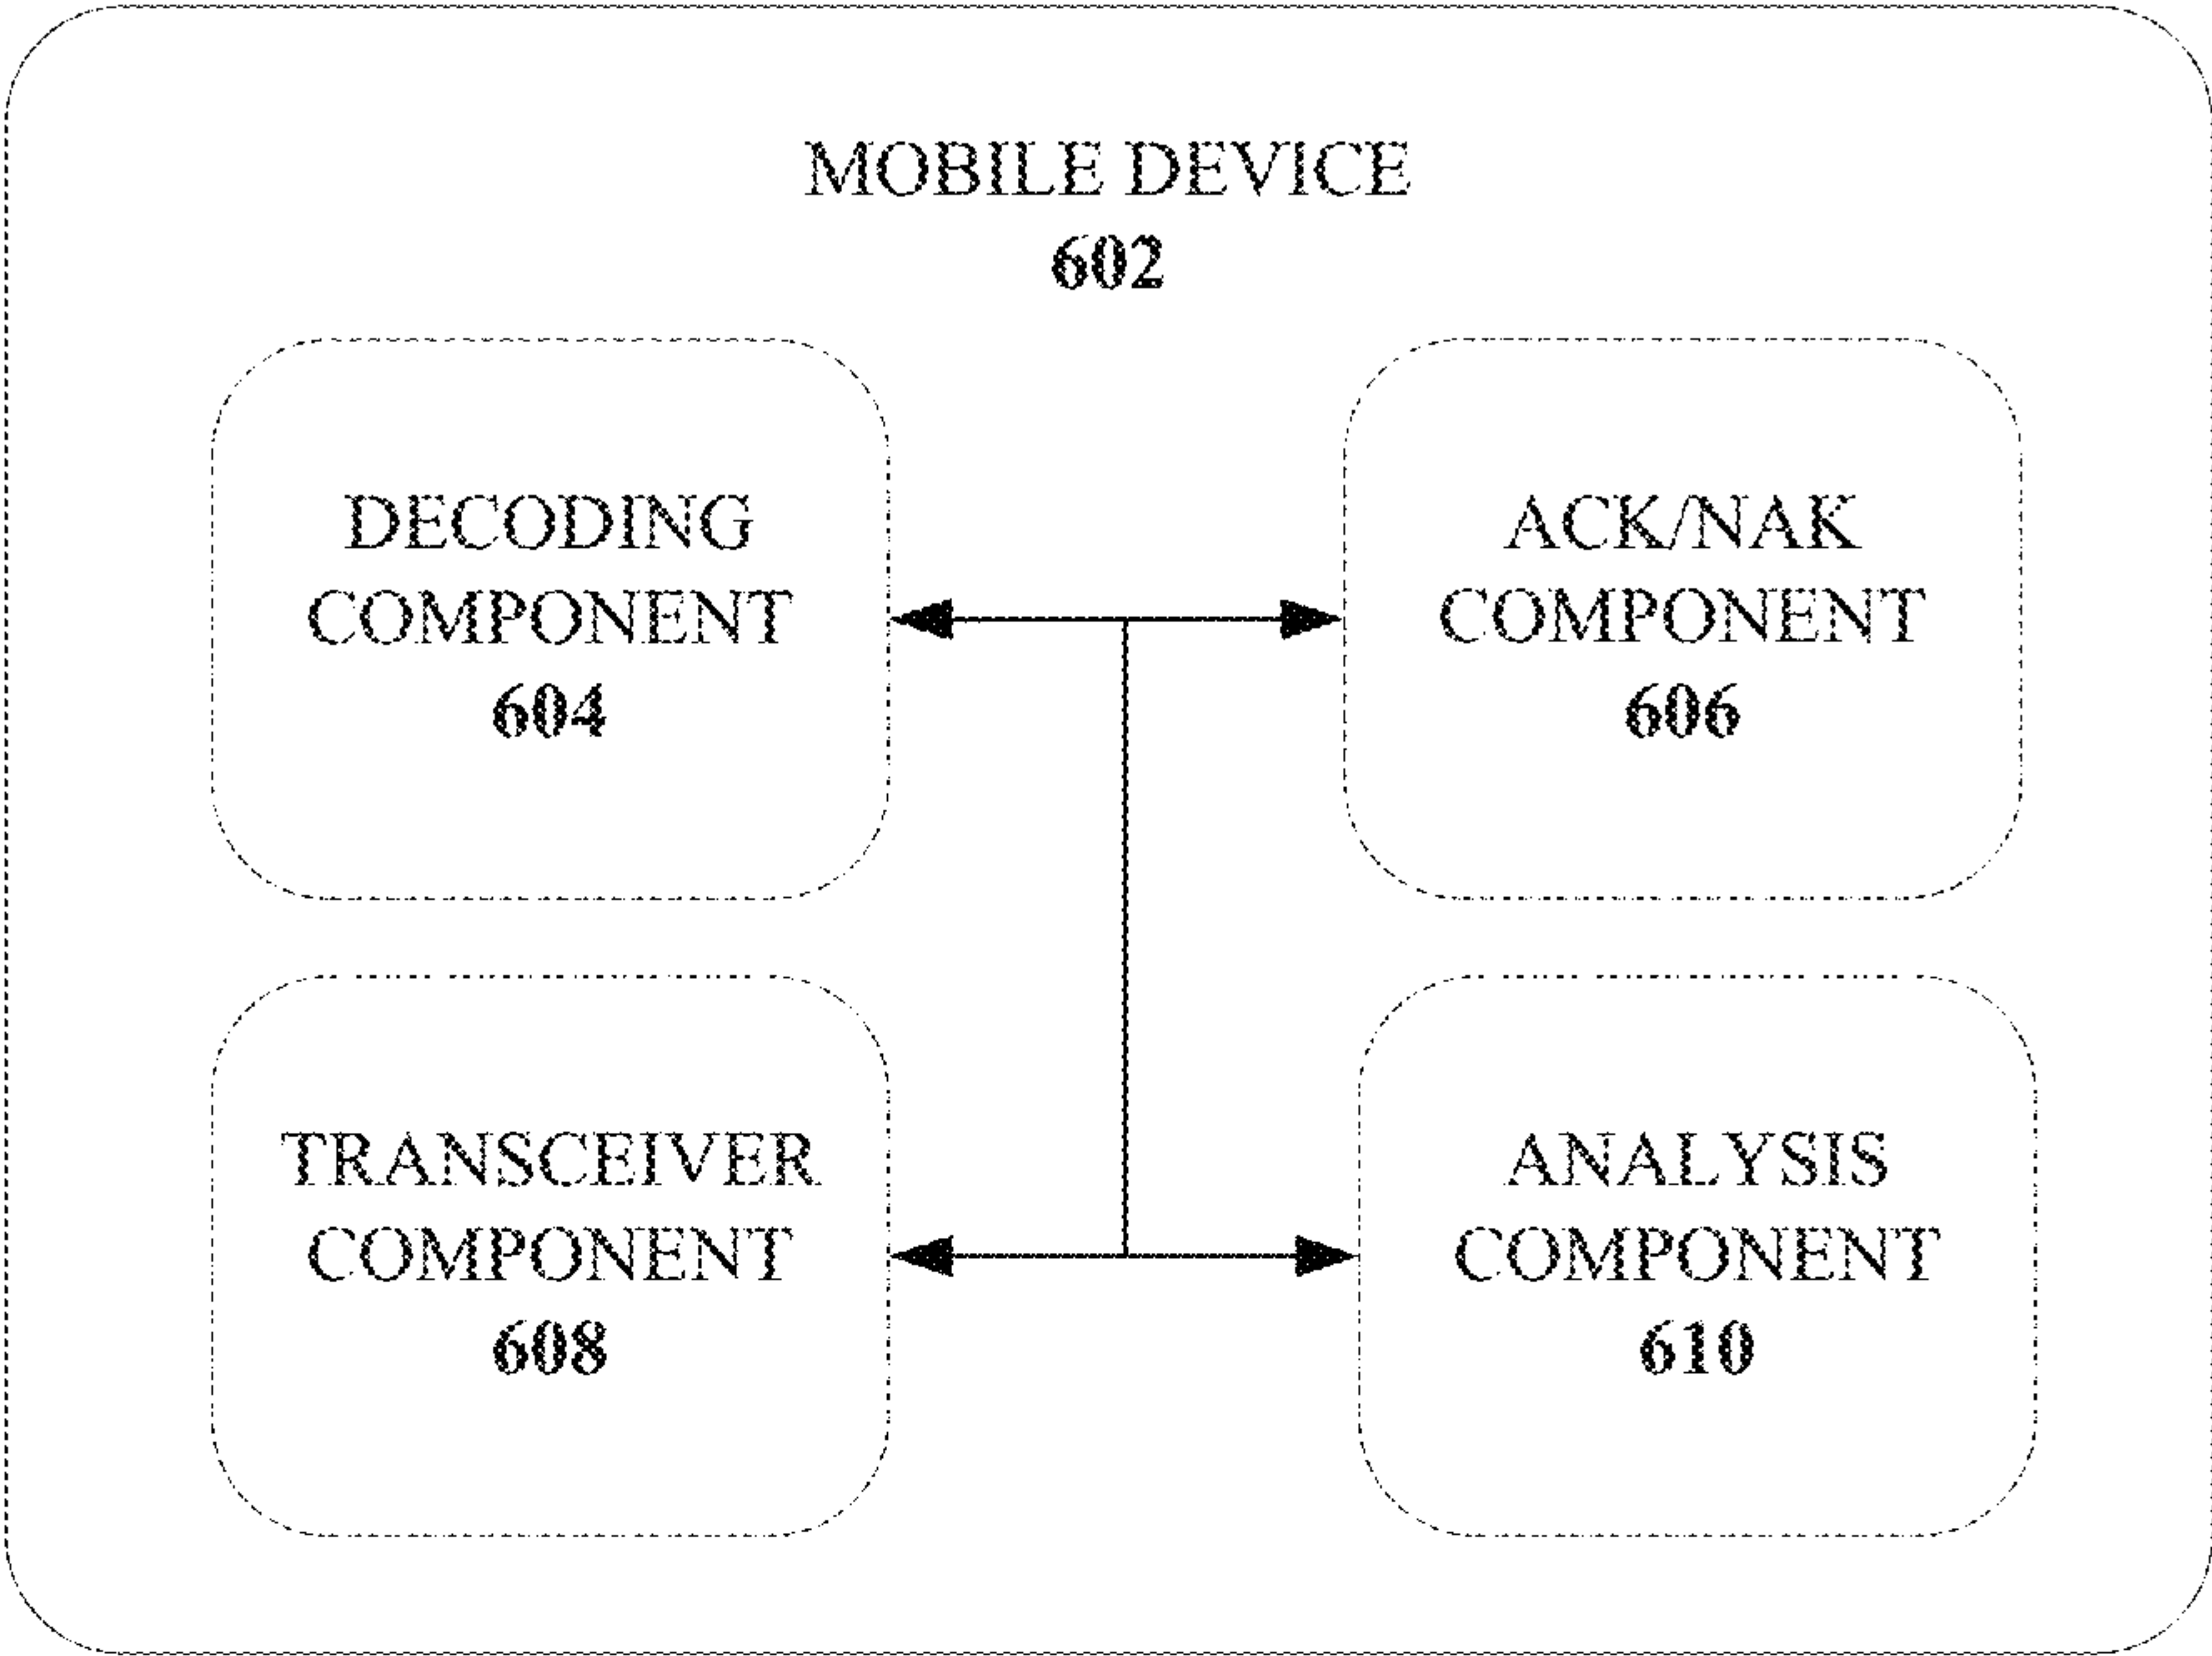 MOBILE DEVICE
602
DECODING
COMPONENT
604
ACK/NAK
COMPONENT
606
TRANSCEIVER
COMPONENT
608
ANALYSIS
COMPONENT
610